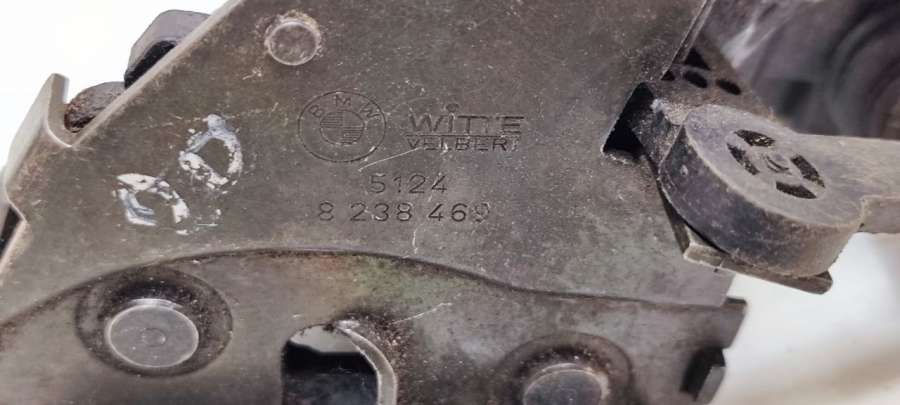 BMW
WITTE
VELBERT
5124
8 238 469